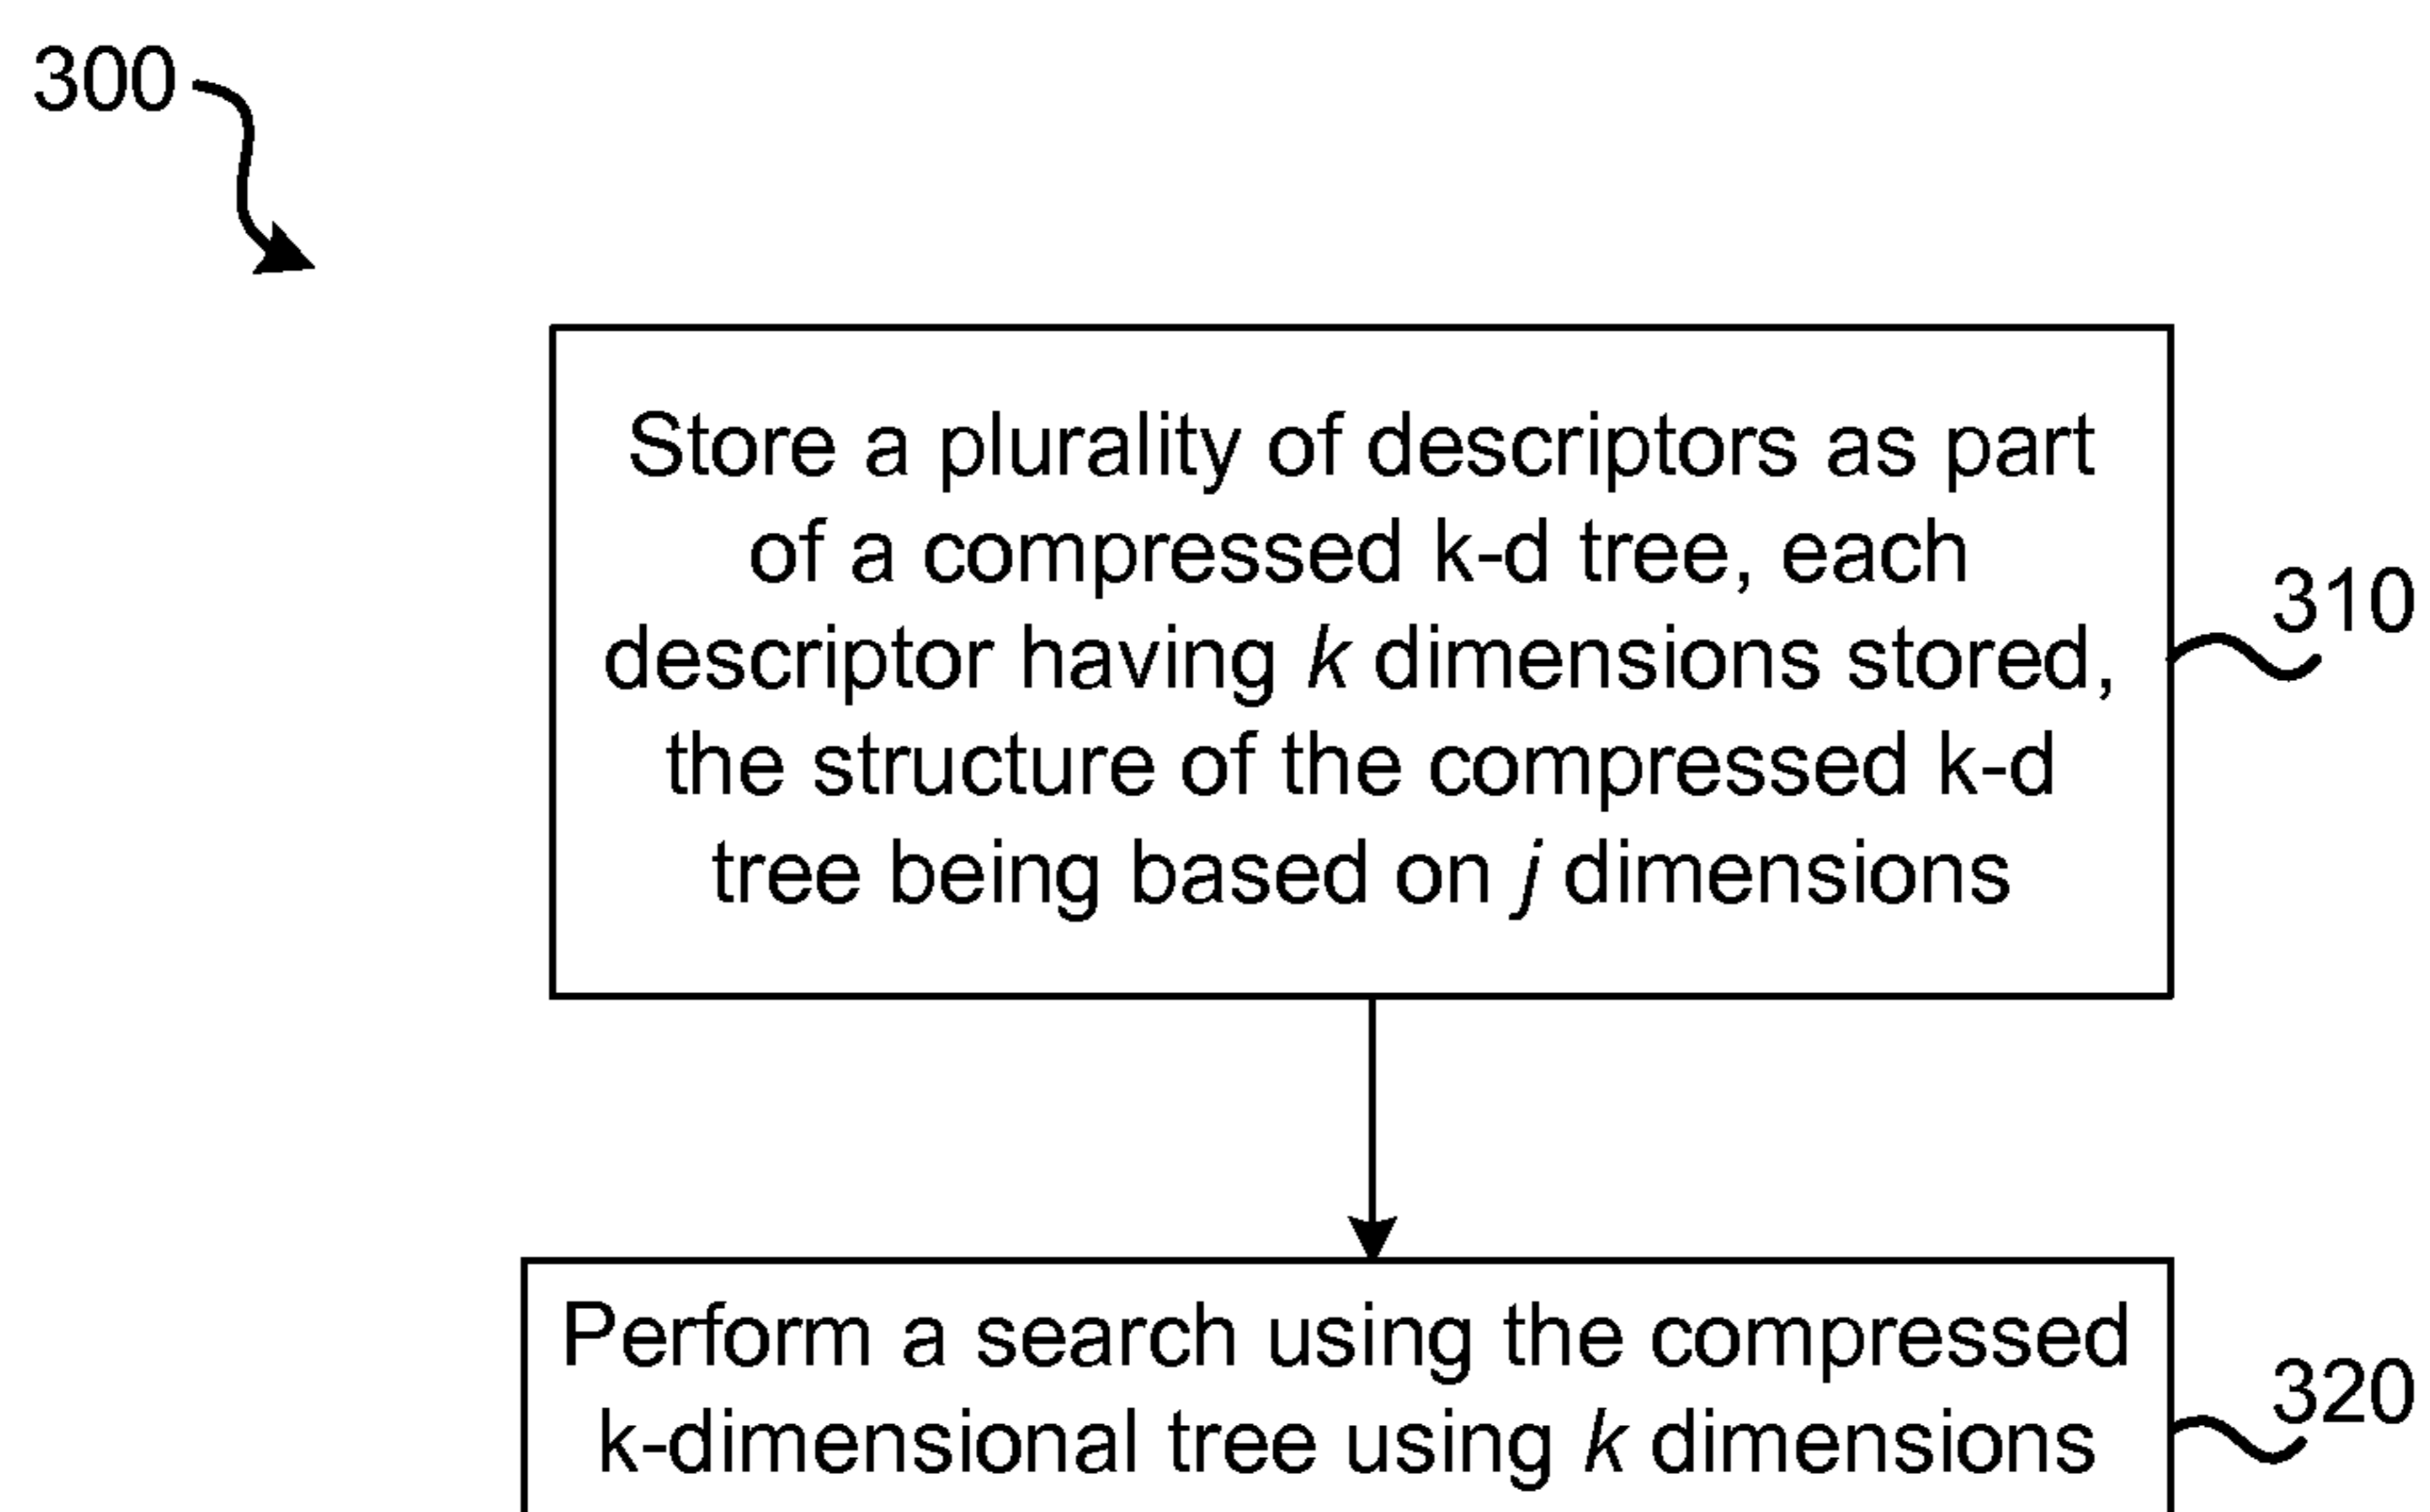 300
Store a plurality of descriptors as part
of a compressed k-d tree, each
descriptor having k dimensions stored,
the structure of the compressed k-d
tree being based on j dimensions
310
Perform a search using the compressed
k-dimensional tree using k dimensions
320